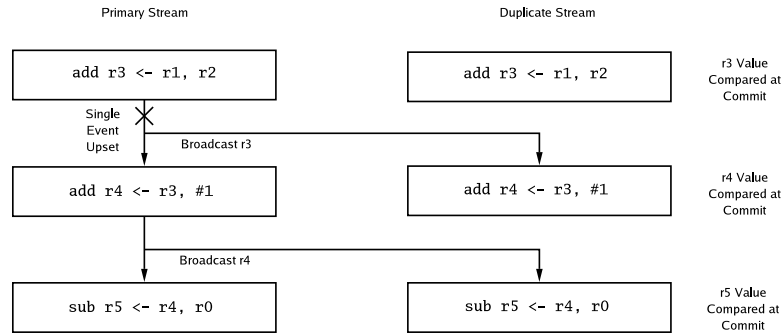 Primary Stream
Duplicate Stream
add r3 <- r1, r2
add r3 <- r1, r2
r3 Value
Compared at
Commit
Single
Event
Upset
Broadcast r3
add r4 <- r3, #1
add r4 <- r3, #1
r4 Value
Compared at
Commit
Broadcast r4
sub r5 <- r4, r0
sub r5 <- r4, r0
r5 Value
Compared at
Commit